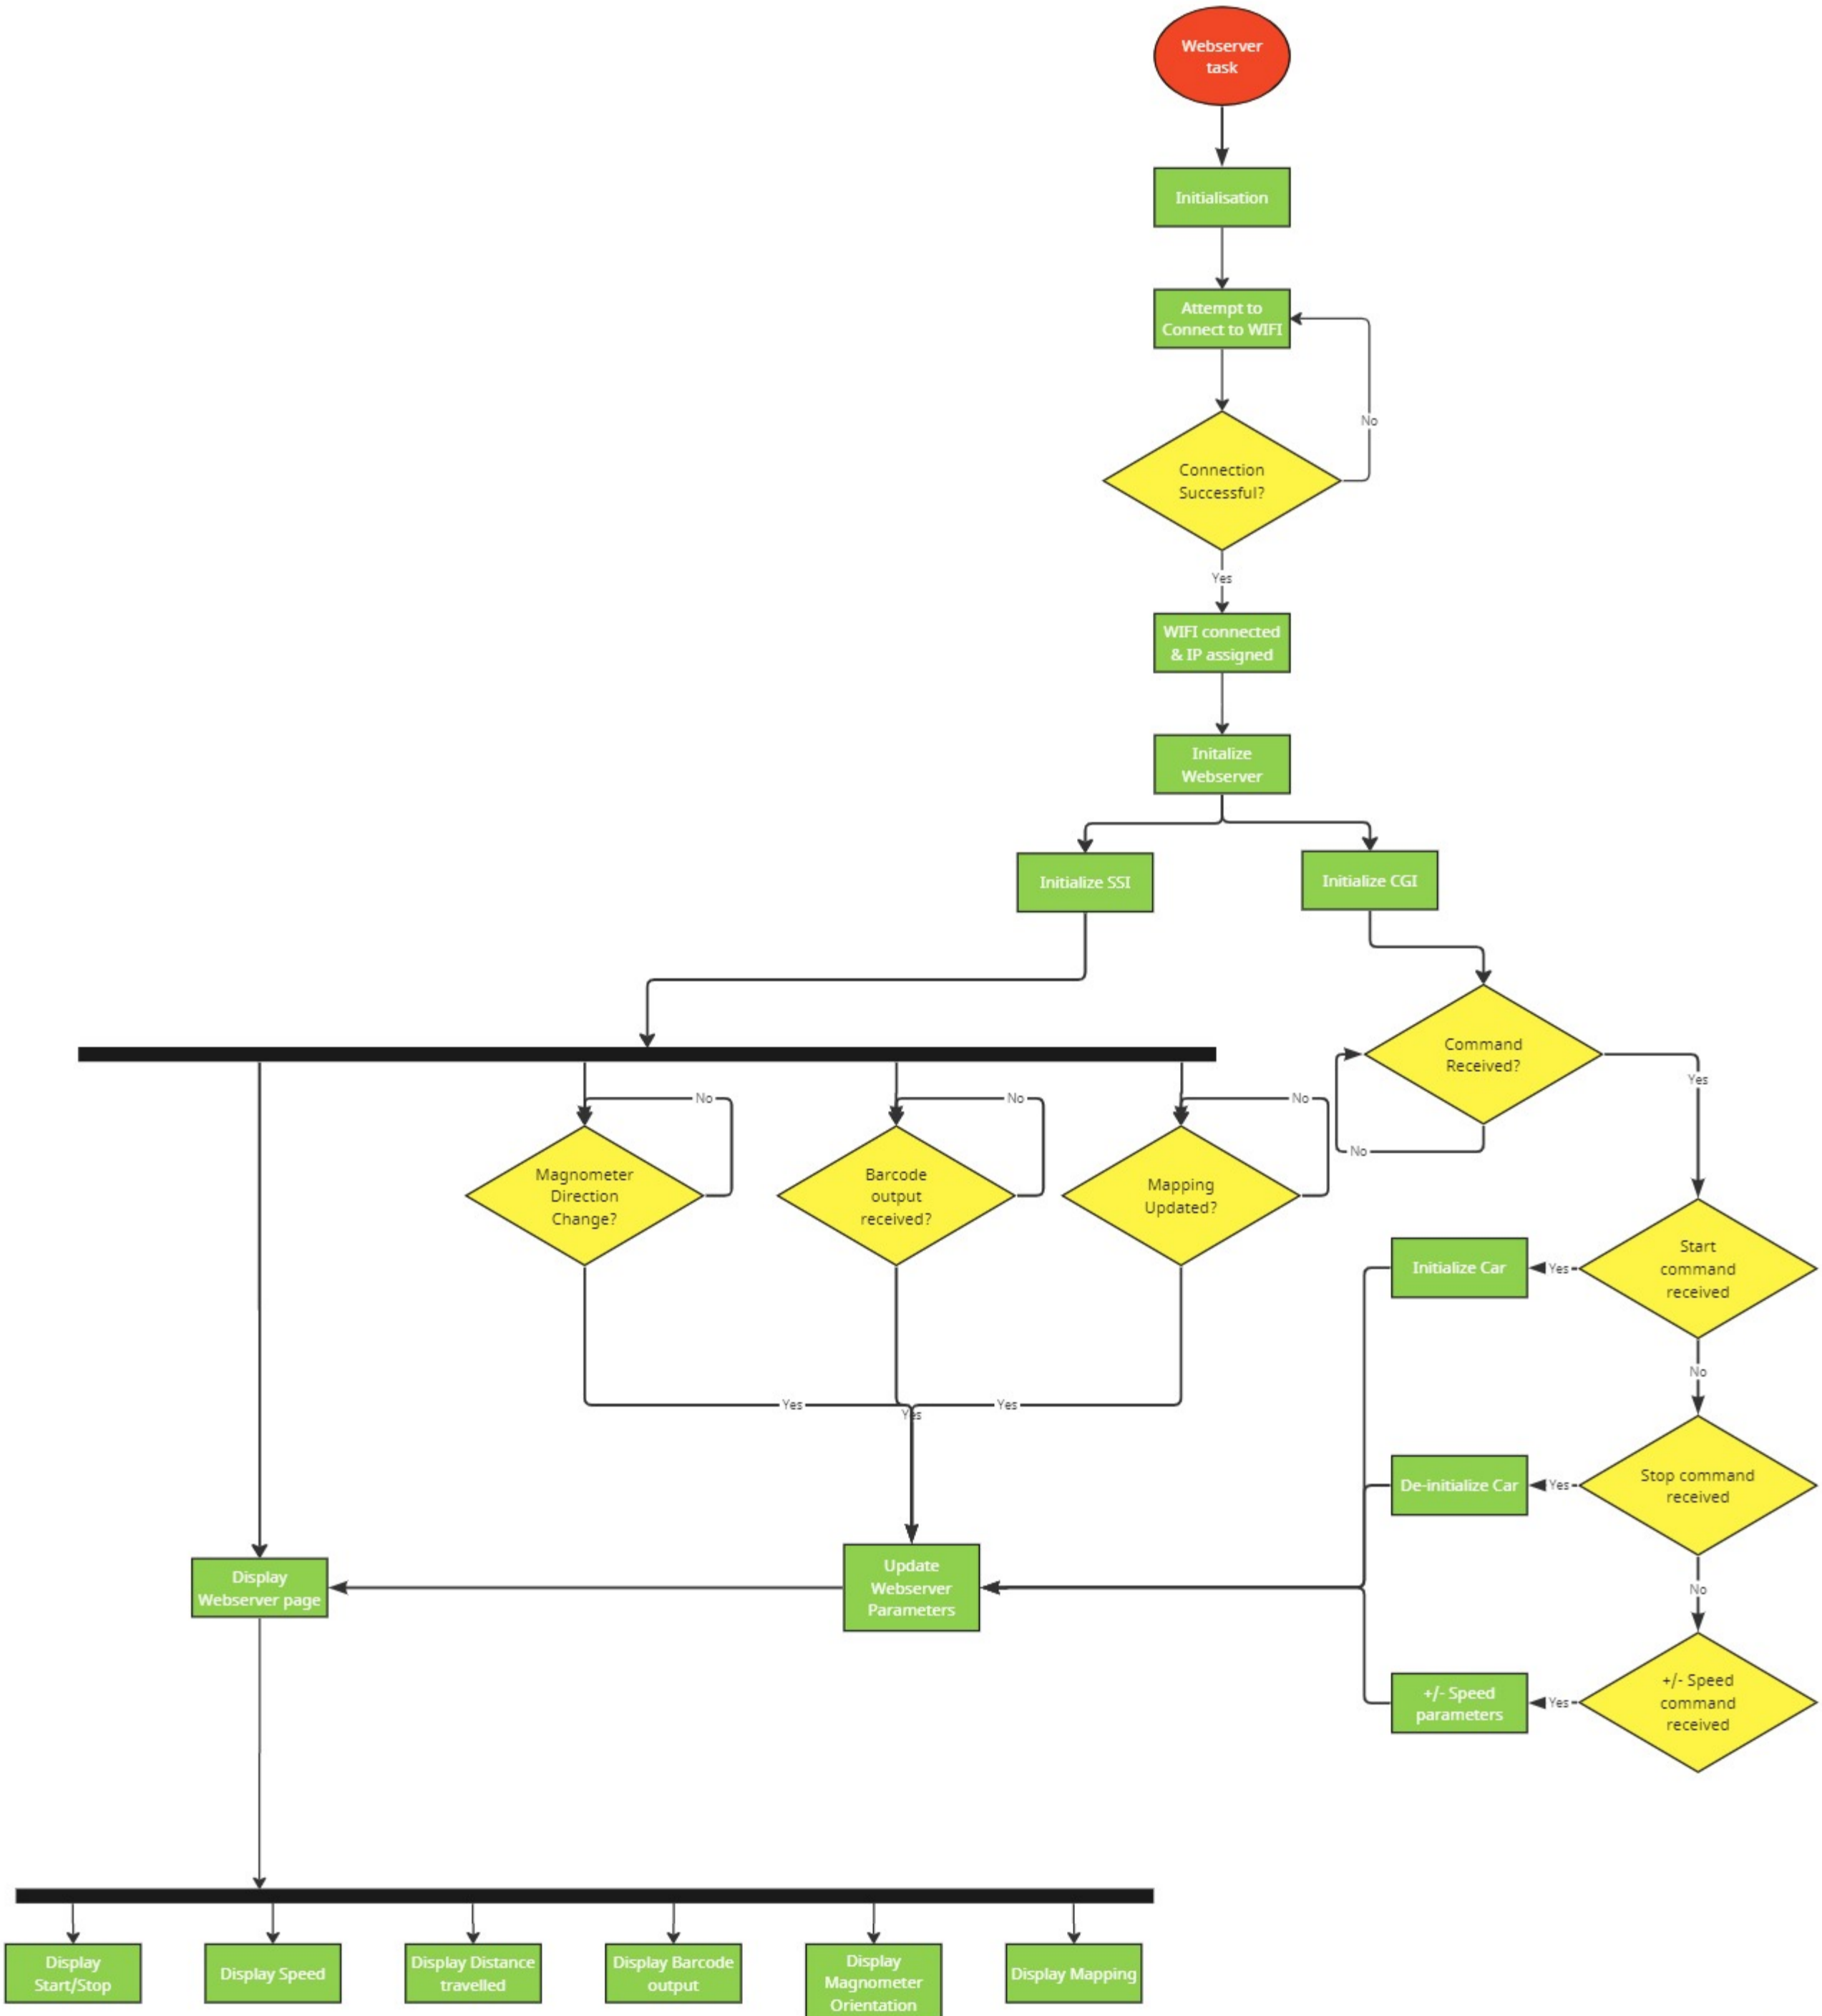 Webserver
task
Initialisation
Attempt to
Connect to WIFI
No
Connection
Successful?
Yes
WIFI connected
& IP assigned
Initalize
Webserver
Initialize SSI
Initialize CGI
Command
Received?
Yes
No
No
No
No
Magnometer
Direction
Change?
Barcode
output
received?
Mapping
Updated?
Start
command
received
Yes
Initialize Car
No
Yes
Yes
Yes
Stop command
received
Yes
De-initialize Car
No
Display
Webserver page
Update
Webserver
Parameters
+/- Speed
command
received
Yes
+/- Speed
parameters
Display
Start/Stop
Display Speed
Display Distance
travelled
Display Barcode
output
Display
Magnometer
Orientation
Display Mapping